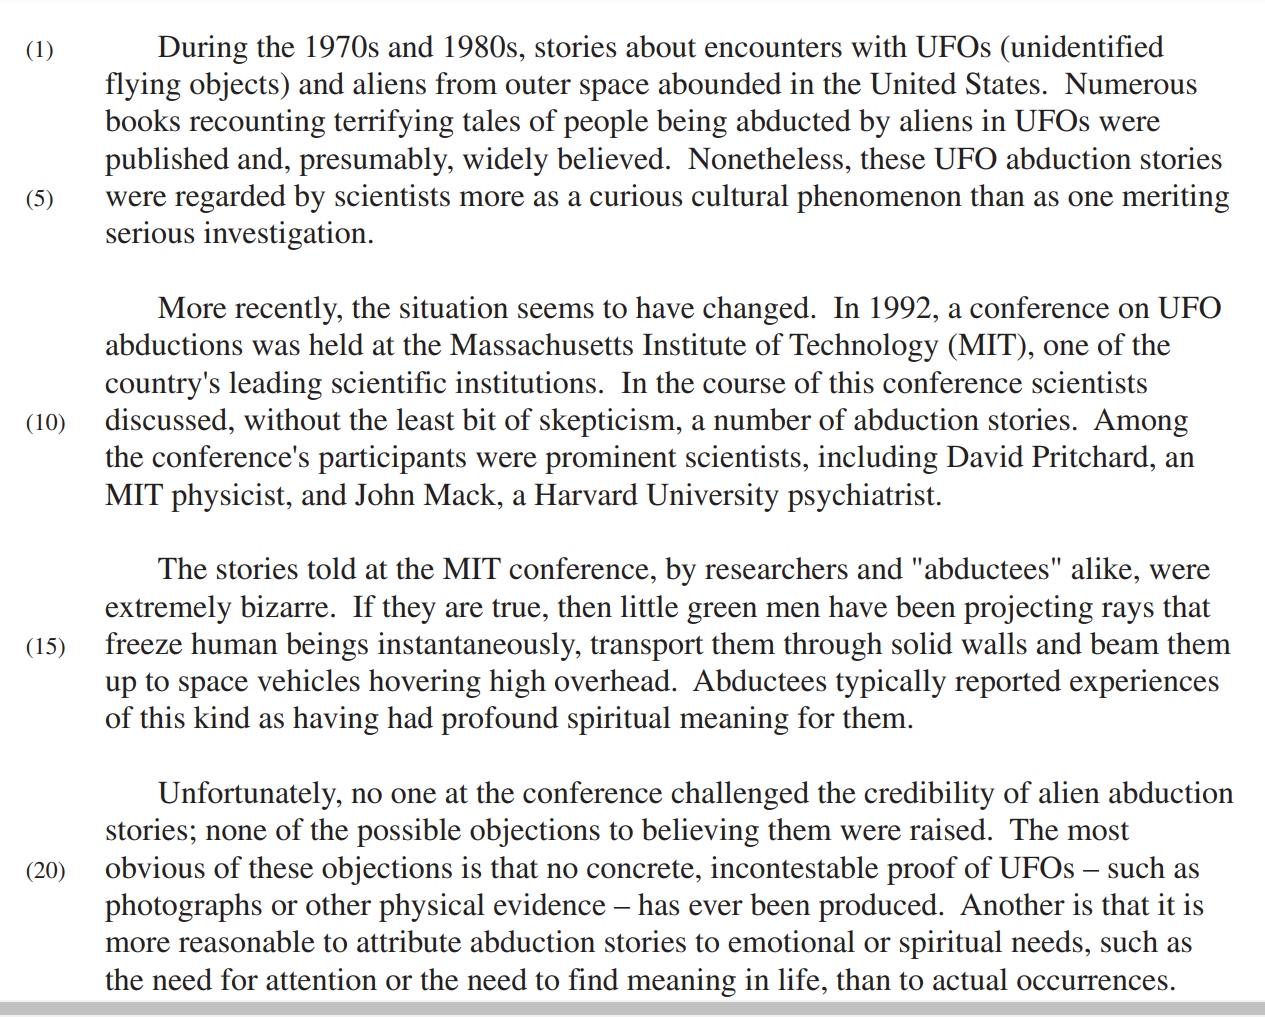 (1) During the 1970s and 1980s, stories about encounters with UFOs (unidentified
flying objects) and aliens from outer space abounded in the United States. Numerous
books recounting terrifying tales of people being abducted by aliens in UFOs were
published and, presumably, widely believed. Nonetheless, these UFO abduction stories
(5) were regarded by scientists more as a curious cultural phenomenon than as one meriting
serious investigation.
More recently, the situation seems to have changed. In 1992, a conference on UFO
abductions was held at the Massachusetts Institute of Technology (MIT), one of the
country's leading scientific institutions. In the course of this conference scientists
(10) discussed, without the least bit of skepticism, a number of abduction stories. Among
the conference's participants were prominent scientists, including David Pritchard, an
MIT physicist, and John Mack, a Harvard University psychiatrist.
The stories told at the MIT conference, by researchers and "abductees" alike, were
extremely bizarre. If they are true, then little green men have been projecting rays that
(15) freeze human beings instantaneously, transport them through solid walls and beam them
up to space vehicles hovering high overhead. Abductees typically reported experiences
of this kind as having had profound spiritual meaning for them.
Unfortunately, no one at the conference challenged the credibility of alien abduction
stories; none of the possible objections to believing them were raised. The most
(20) obvious of these objections is that no concrete, incontestable proof of UFOs – such as
photographs or other physical evidence – has ever been produced. Another is that it is
more reasonable to attribute abduction stories to emotional or spiritual needs, such as
the need for attention or the need to find meaning in life, than to actual occurrences.